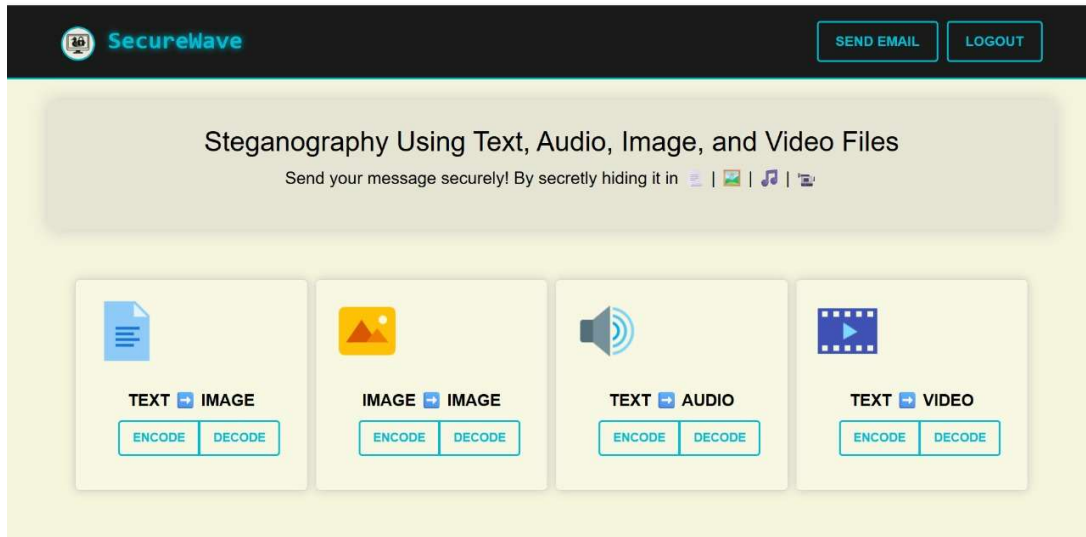 SecureWave
SEND EMAIL
LOGOUT
Steganography Using Text, Audio, Image, and Video Files
Send your message securely! By secretly hiding it in 📄 | 🖼️ | 🎵 | 📹
TEXT ➡️ IMAGE
ENCODE DECODE
IMAGE ➡️ IMAGE
ENCODE DECODE
TEXT ➡️ AUDIO
ENCODE DECODE
TEXT ➡️ VIDEO
ENCODE DECODE